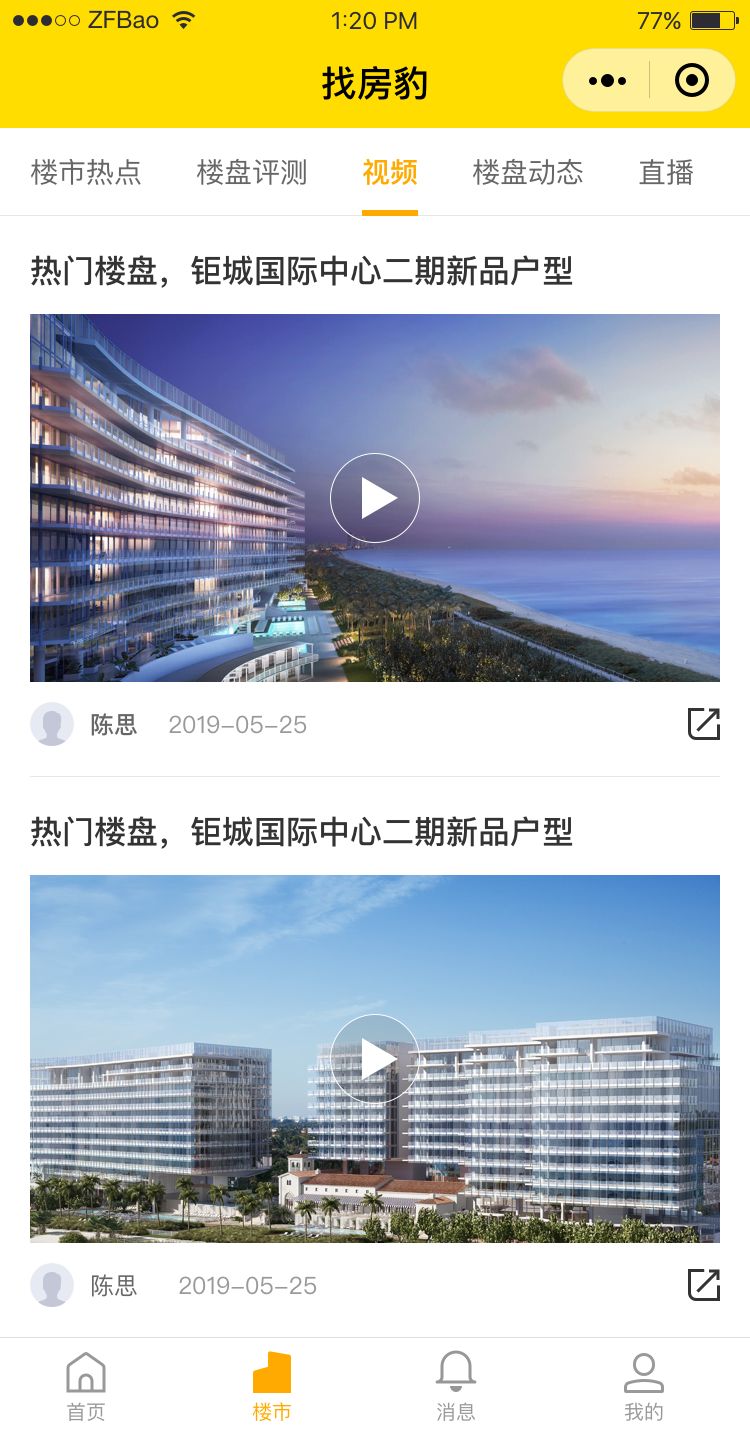 ZFBao 1:20 PM 77%
找房豹
楼市热点 楼盘评测 视频 楼盘动态 直播
热门楼盘，钜城国际中心二期新品户型
陈思 2019-05-25
热门楼盘，钜城国际中心二期新品户型
陈思 2019-05-25
首页 楼市 消息 我的